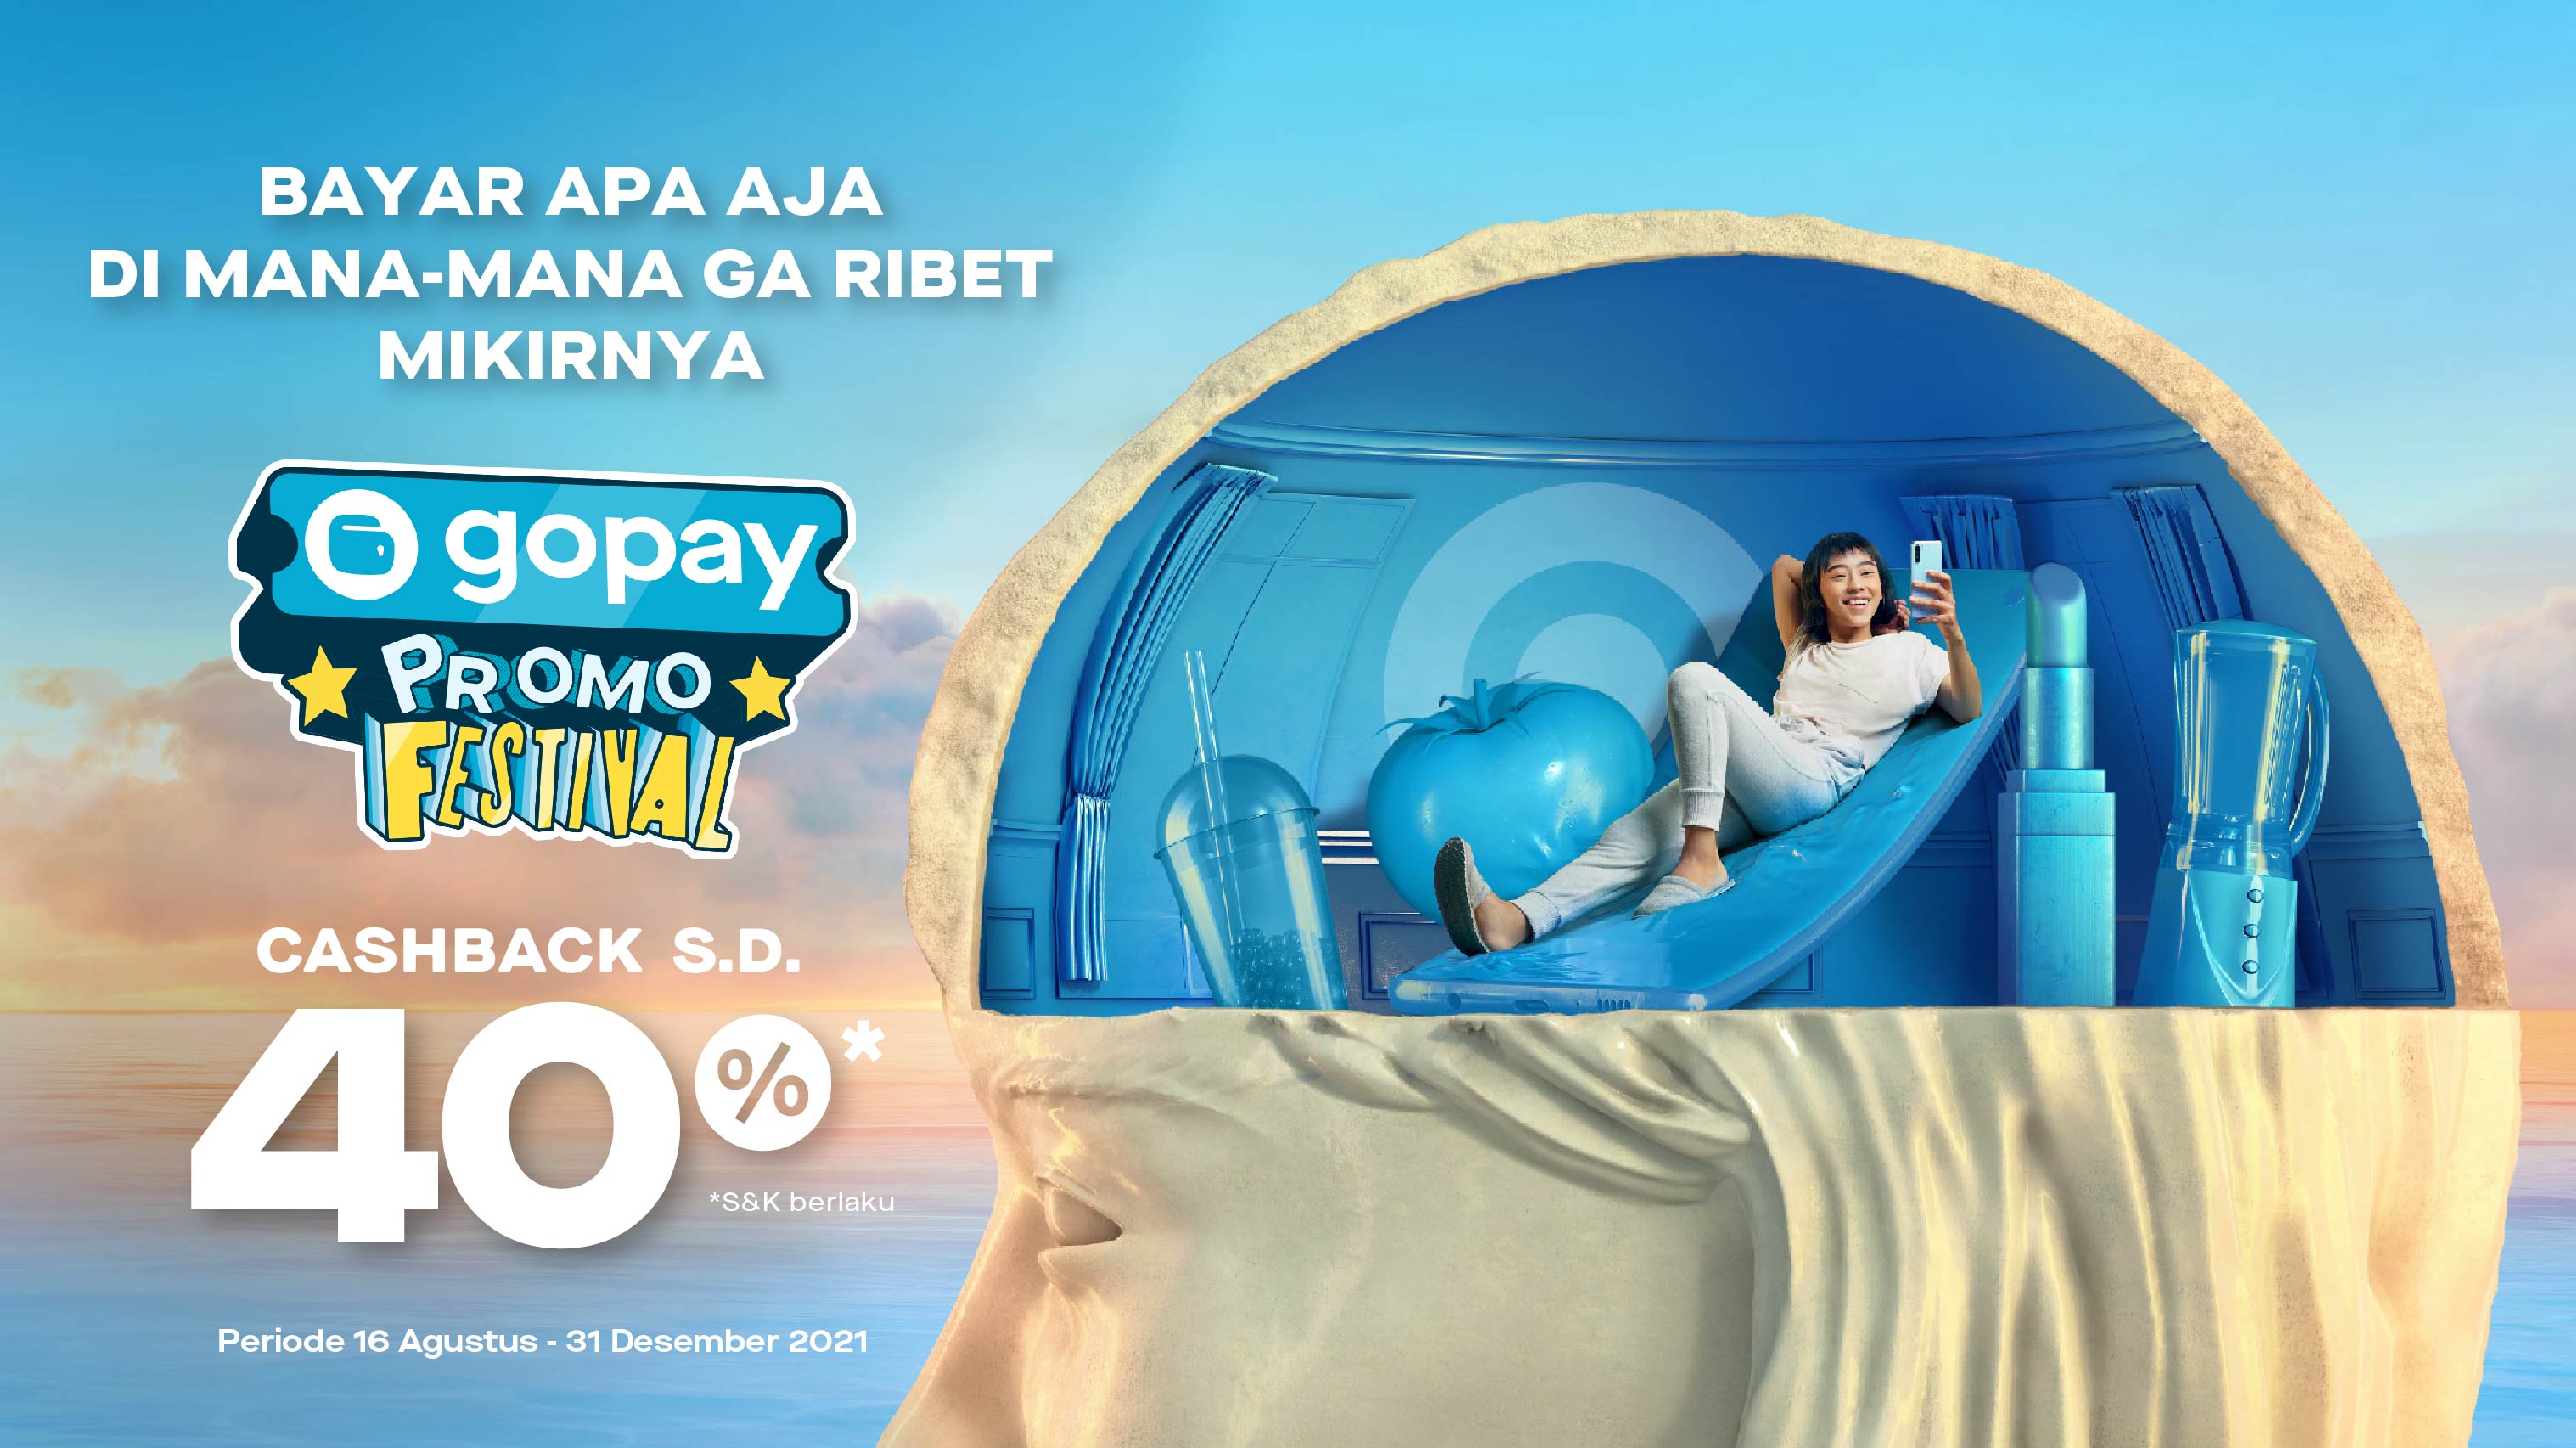 BAYAR APA AJA
DI MANA-MANA GA RIBET
MIKIRNYA
gopay
PROMO
FESTIVAL
CASHBACK S.D.
40%*
*S&K berlaku
Periode 16 Agustus - 31 Desember 2021